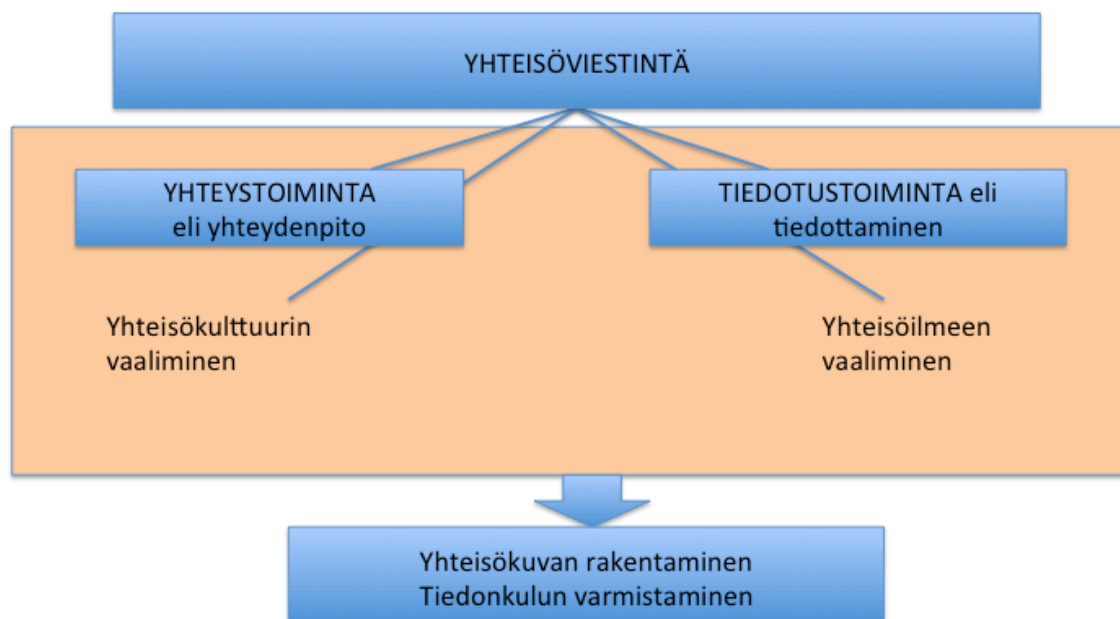 YHTEISÖVIESTINTÄ
YHTEYSTOIMINTA
eli yhteydenpito
TIEDOTUSTOIMINTA eli
tiedottaminen
Yhteisökulttuurin
vaaliminen
Yhteisöilmeen
vaaliminen
Yhteisökuvan rakentaminen
Tiedonkulun varmistaminen